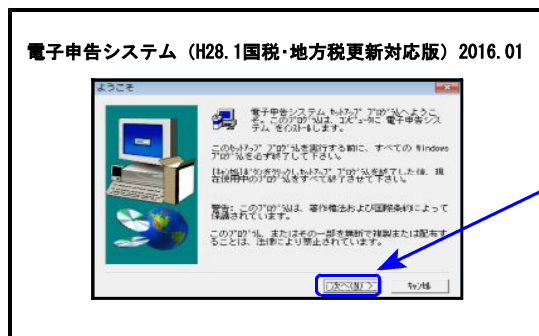 電子申告システム（H28.1国税･地方税更新対応版）2016.01
ようこそ
電子申告システム ｾｯﾄｱｯﾌﾟ ﾌﾟﾛｸﾞﾗﾑへようこ
そ。このﾌﾟﾛｸﾞﾗﾑは、ｺﾝﾋﾟｭｰﾀに 電子申告シス
テム をｲﾝｽﾄｰﾙします。
このｾｯﾄｱｯﾌﾟ ﾌﾟﾛｸﾞﾗﾑを実行する前に、すべての Windows
ﾌﾟﾛｸﾞﾗﾑを必ず終了して下さい。
[ｷｬﾝｾﾙ]ﾎﾞﾀﾝをｸﾘｯｸし、ｾｯﾄｱｯﾌﾟ ﾌﾟﾛｸﾞﾗﾑを終了した後、現
在使用中のﾌﾟﾛｸﾞﾗﾑをすべて終了させて下さい。
警告: このﾌﾟﾛｸﾞﾗﾑは、著作権法および国際条約によって
保護されています。
このﾌﾟﾛｸﾞﾗﾑ、またはその一部を無断で複製または配布す
ることは、法律により禁止されています。
次へ(N) >
ｷｬﾝｾﾙ